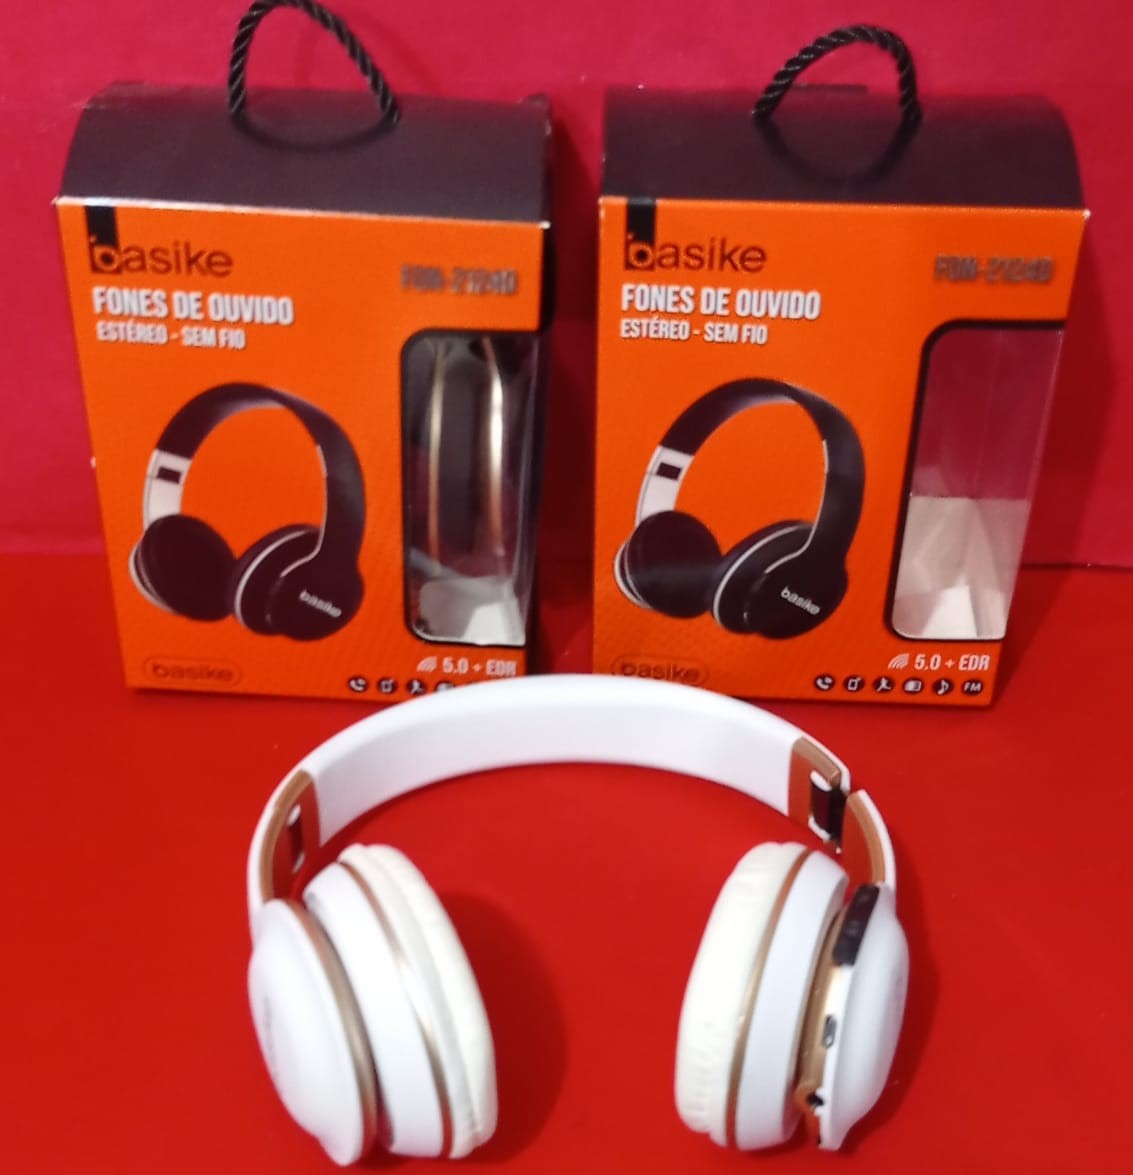 basike
FONES DE OUVIDO
ESTÉREO - SEM FIO
basike
basike
5.0 + EDR
basike
FONES DE OUVIDO
ESTÉREO - SEM FIO
basike
basike
5.0 + EDR
FM